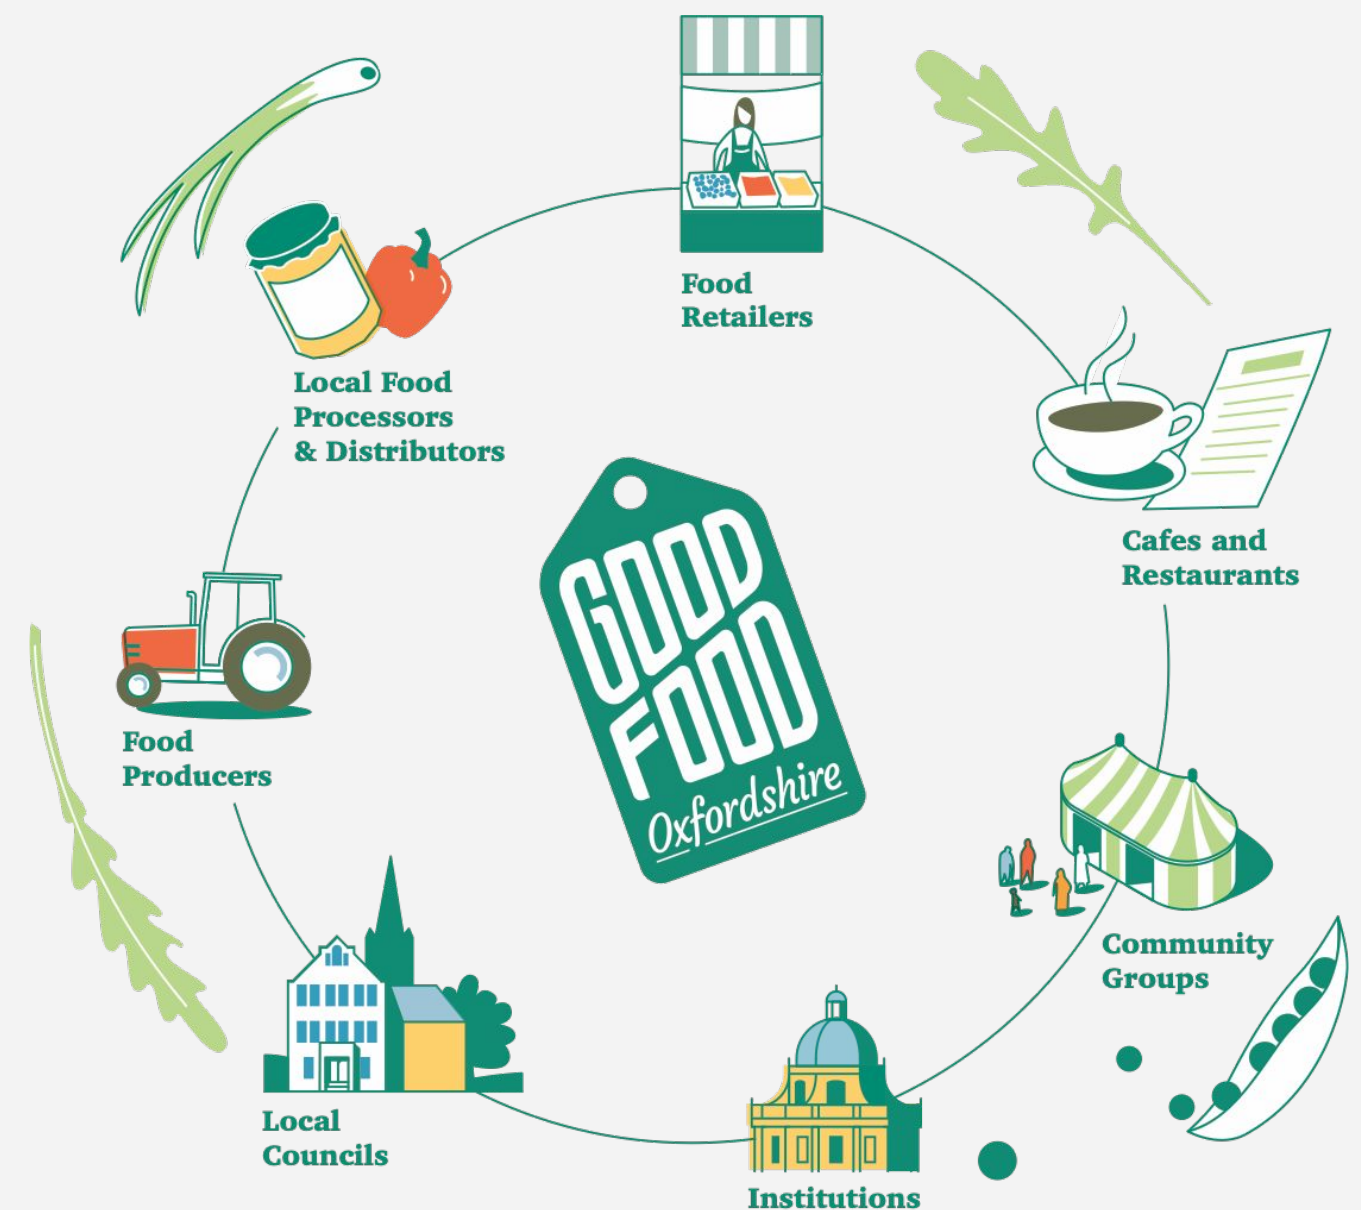 Food
Retailers
Local Food
Processors
& Distributors
Cafes and
Restaurants
GOOD
FOOD
Oxfordshire
Food
Producers
Community
Groups
Local
Councils
Institutions